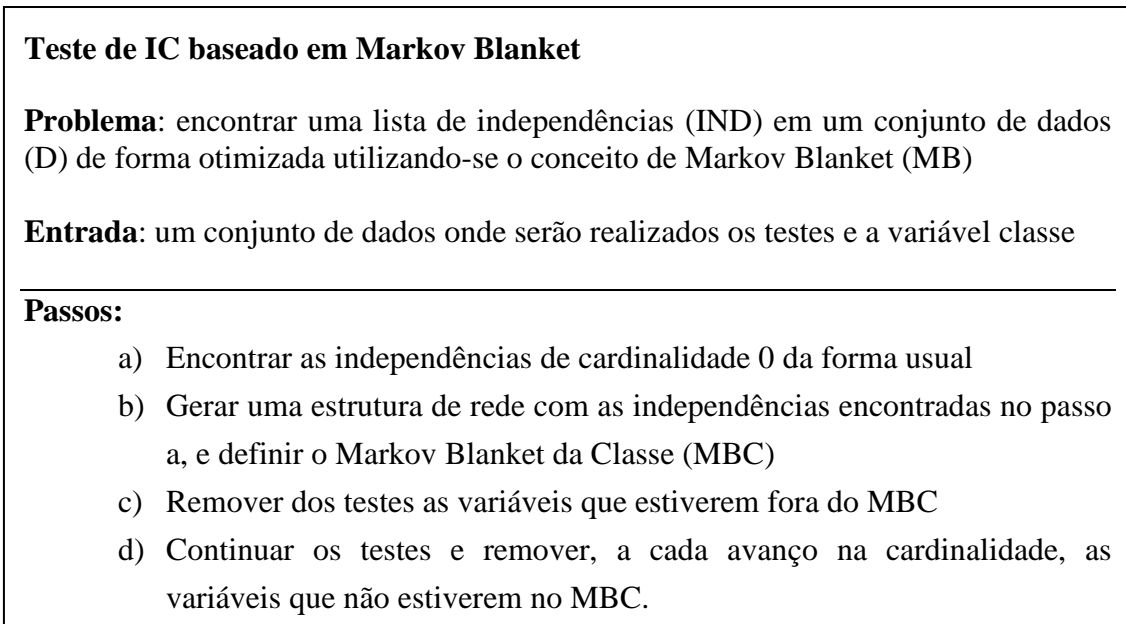 Teste de IC baseado em Markov Blanket
Problema: encontrar uma lista de independências (IND) em um conjunto de dados
(D) de forma otimizada utilizando-se o conceito de Markov Blanket (MB)
Entrada: um conjunto de dados onde serão realizados os testes e a variável classe
Passos:
a) Encontrar as independências de cardinalidade 0 da forma usual
b) Gerar uma estrutura de rede com as independências encontradas no passo
a, e definir o Markov Blanket da Classe (MBC)
c) Remover dos testes as variáveis que estiverem fora do MBC
d) Continuar os testes e remover, a cada avanço na cardinalidade, as
variáveis que não estiverem no MBC.